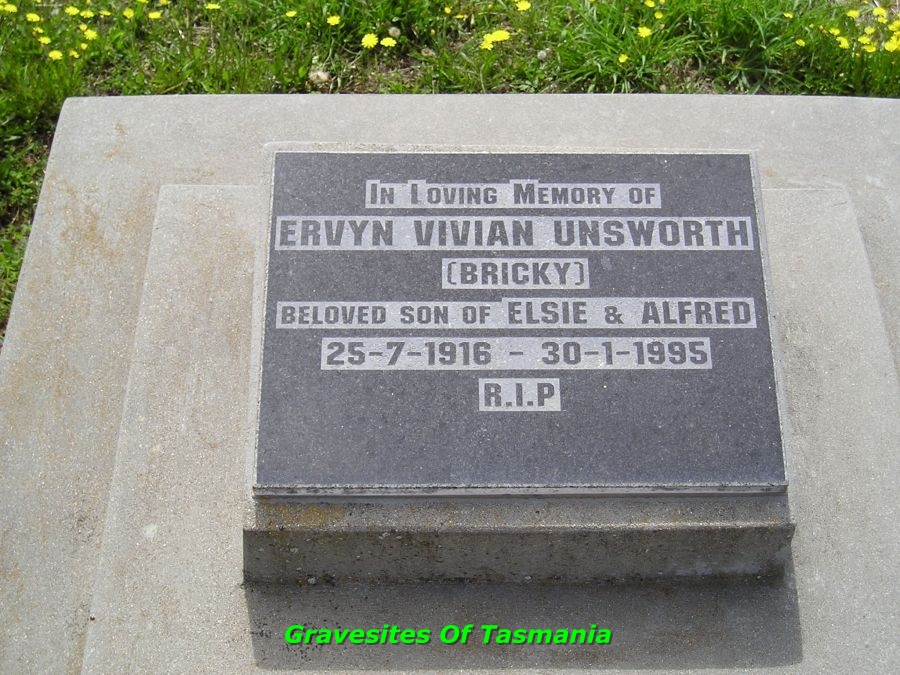 In Loving Memory of
ERVYN VIVIAN UNSWORTH
(BRICKY)
BELOVED SON OF ELSIE & ALFRED
25-7-1916 - 30-1-1995
R.I.P
Gravesites Of Tasmania